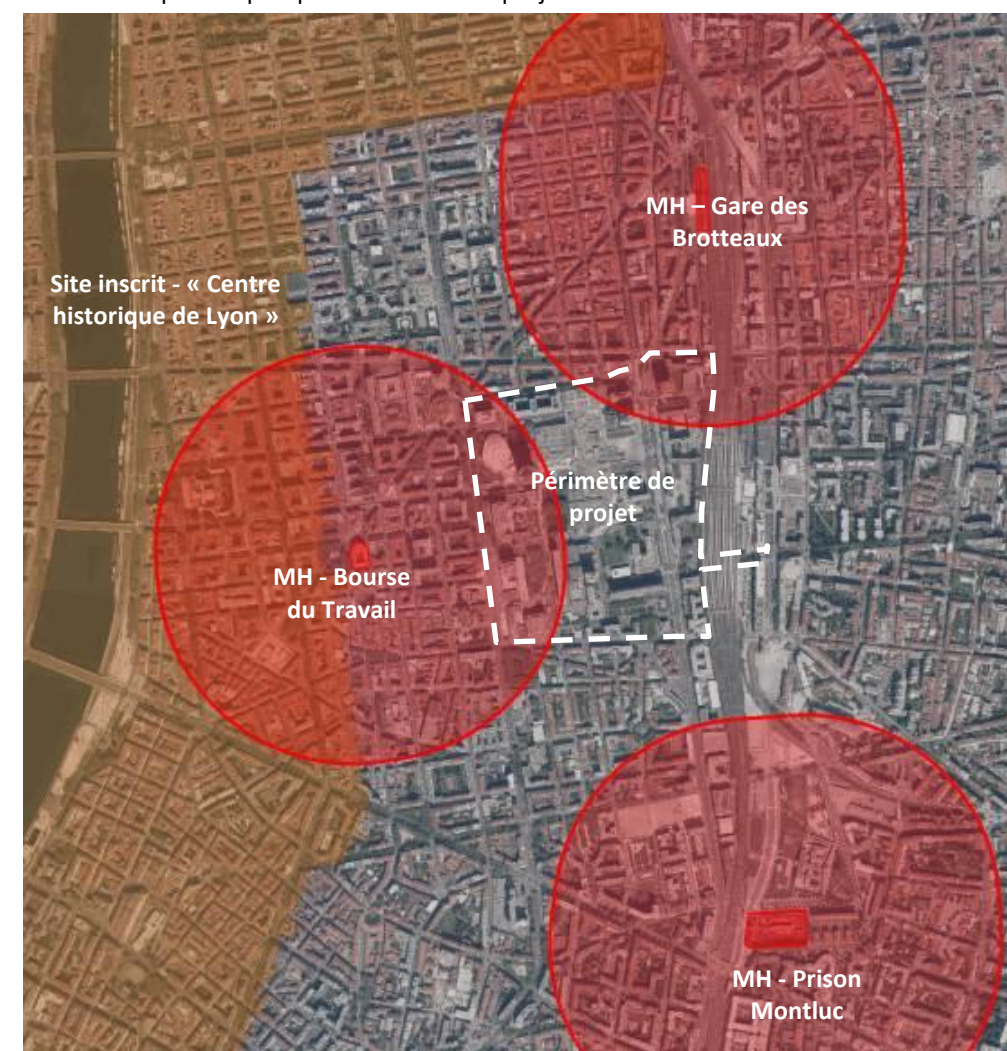 MH – Gare des
Brotteaux
Site inscrit - « Centre
historique de Lyon »
Périmètre de
projet
MH - Bourse
du Travail
MH - Prison
Montluc